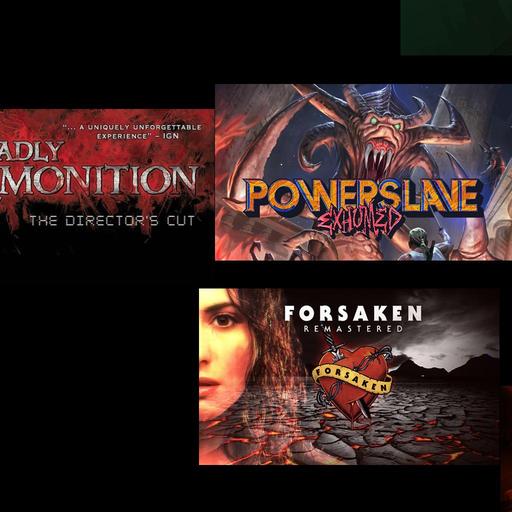 "... A UNIQUELY UNFORGETTABLE
EXPERIENCE" – IGN
ADLY
MONITION
THE DIRECTOR'S CUT
POWERSLAVE
EXHUMED
FORSAKEN
REMASTERED
FORSAKEN